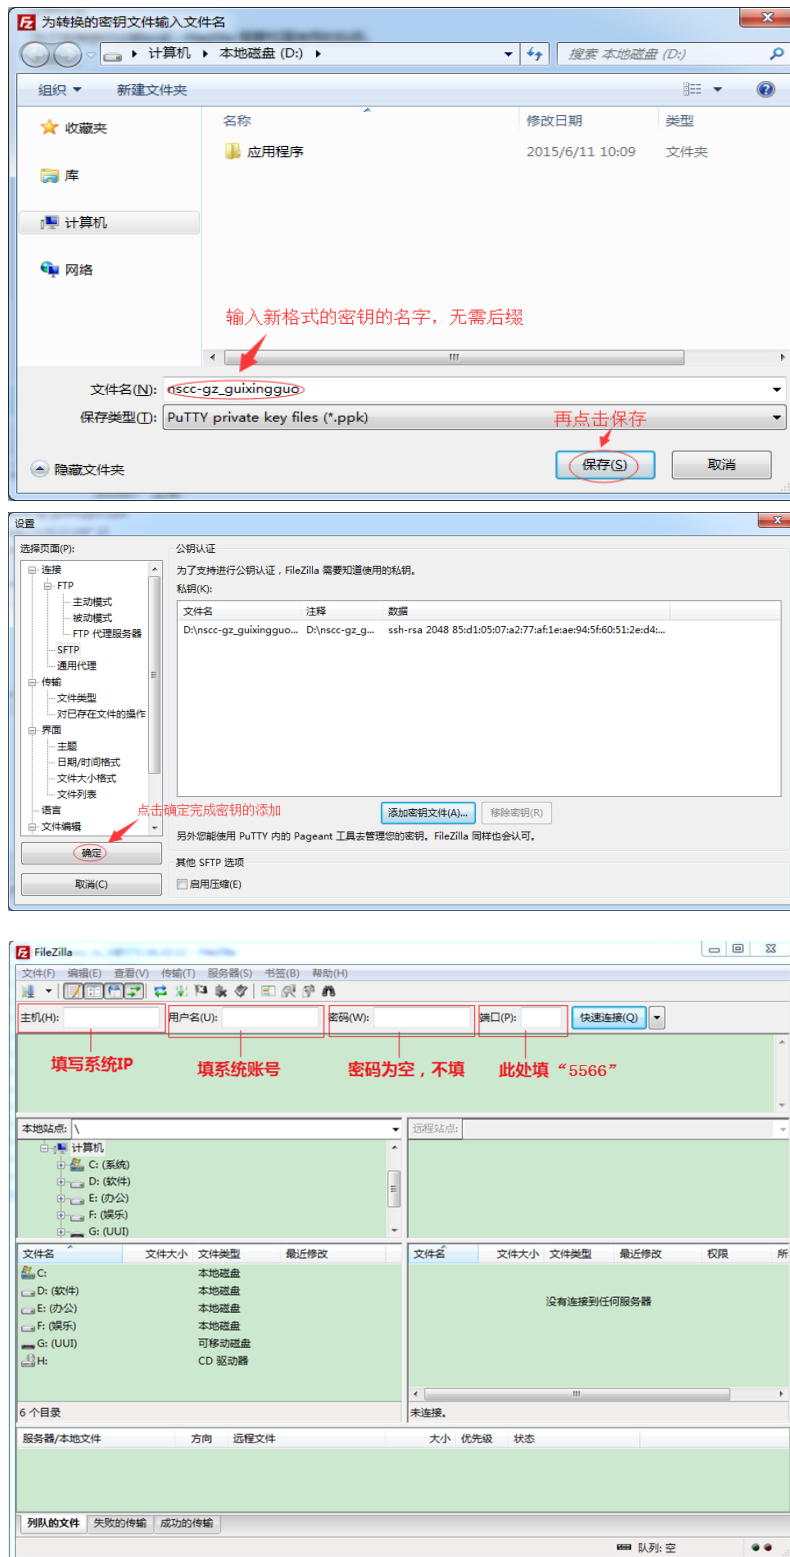 为转换的密钥文件输入文件名
计算机 本地磁盘 (D:) 搜索 本地磁盘 (D:)
组织 新建文件夹
收藏夹 名称 修改日期 类型
应用程序 2015/6/11 10:09 文件夹
库
计算机
网络
输入新格式的密钥的名字，无需后缀
文件名(N): nscc-gz_guixingguo
保存类型(T): PuTTY private key files (*.ppk)
再点击保存
隐藏文件夹 保存(S) 取消
设置
选择页面(P): 公钥认证
连接 为了支持进行公钥认证，FileZilla 需要知道使用的私钥。
FTP 私钥(K):
主动模式 文件名 注释 数据
被动模式
FTP 代理服务器 D:\nscc-gz_guixingguo... D:\nscc-gz_g... ssh-rsa 2048 85:d1:05:07:a2:77:af:1e:ae:94:5f:60:51:2e:d4:...
SFTP
通用代理
传输
文件类型
对已存在文件的操作
界面
主题
日期/时间格式
文件大小格式
文件列表
语言 点击确定完成密钥的添加 添加密钥文件(A)... 移除密钥(R)
文件编辑
另外您能使用 PuTTY 内的 Pageant 工具去管理您的密钥。FileZilla 同样也会认可。
确定
其他 SFTP 选项
取消(C) 启用压缩(E)
FileZilla
文件(F) 编辑(E) 查看(V) 传输(T) 服务器(S) 书签(B) 帮助(H)
主机(H): 用户名(U): 密码(W): 端口(P): 快速连接(Q)
填写系统IP 填系统账号 密码为空，不填 此处填“5566”
本地站点: \ 远程站点:
计算机
C: (系统)
D: (软件)
E: (办公)
F: (娱乐)
G: (UUI)
文件名 文件大小 文件类型 最近修改 文件名 文件大小 文件类型 最近修改 权限 所
C: 本地磁盘
D: (软件) 本地磁盘
E: (办公) 本地磁盘 没有连接到任何服务器
F: (娱乐) 本地磁盘
G: (UUI) 可移动磁盘
H: CD 驱动器
6 个目录 未连接。
服务器/本地文件 方向 远程文件 大小 优先级 状态
列队的文件 失败的传输 成功的传输
队列: 空